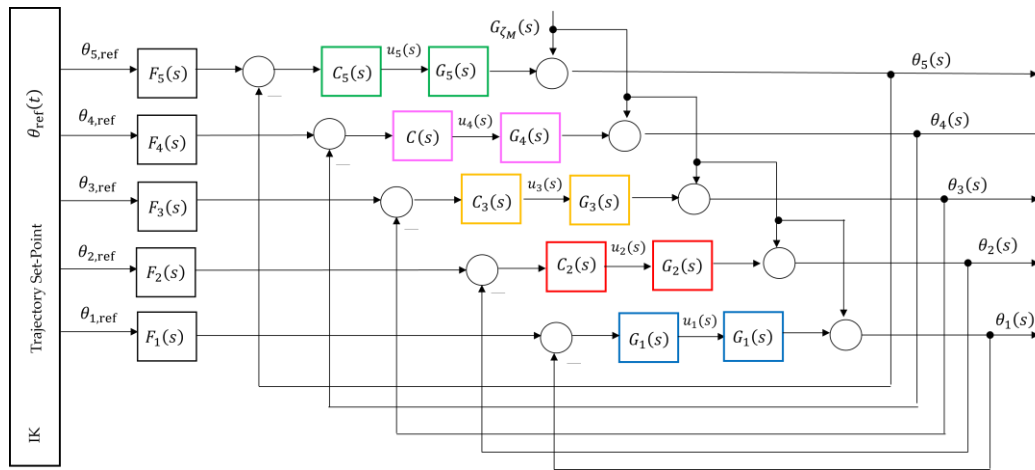 G_{ζ_M}(s)
θ_{5,ref}
F_5(s)
C_5(s)
u_5(s)
G_5(s)
θ_5(s)
θ_{4,ref}
F_4(s)
C(s)
u_4(s)
G_4(s)
θ_4(s)
θ_{3,ref}
F_3(s)
C_3(s)
u_3(s)
G_3(s)
θ_3(s)
θ_{2,ref}
F_2(s)
C_2(s)
u_2(s)
G_2(s)
θ_2(s)
θ_{1,ref}
F_1(s)
G_1(s)
u_1(s)
G_1(s)
θ_1(s)
IK Trajectory Set-Point θ_{ref}(t)